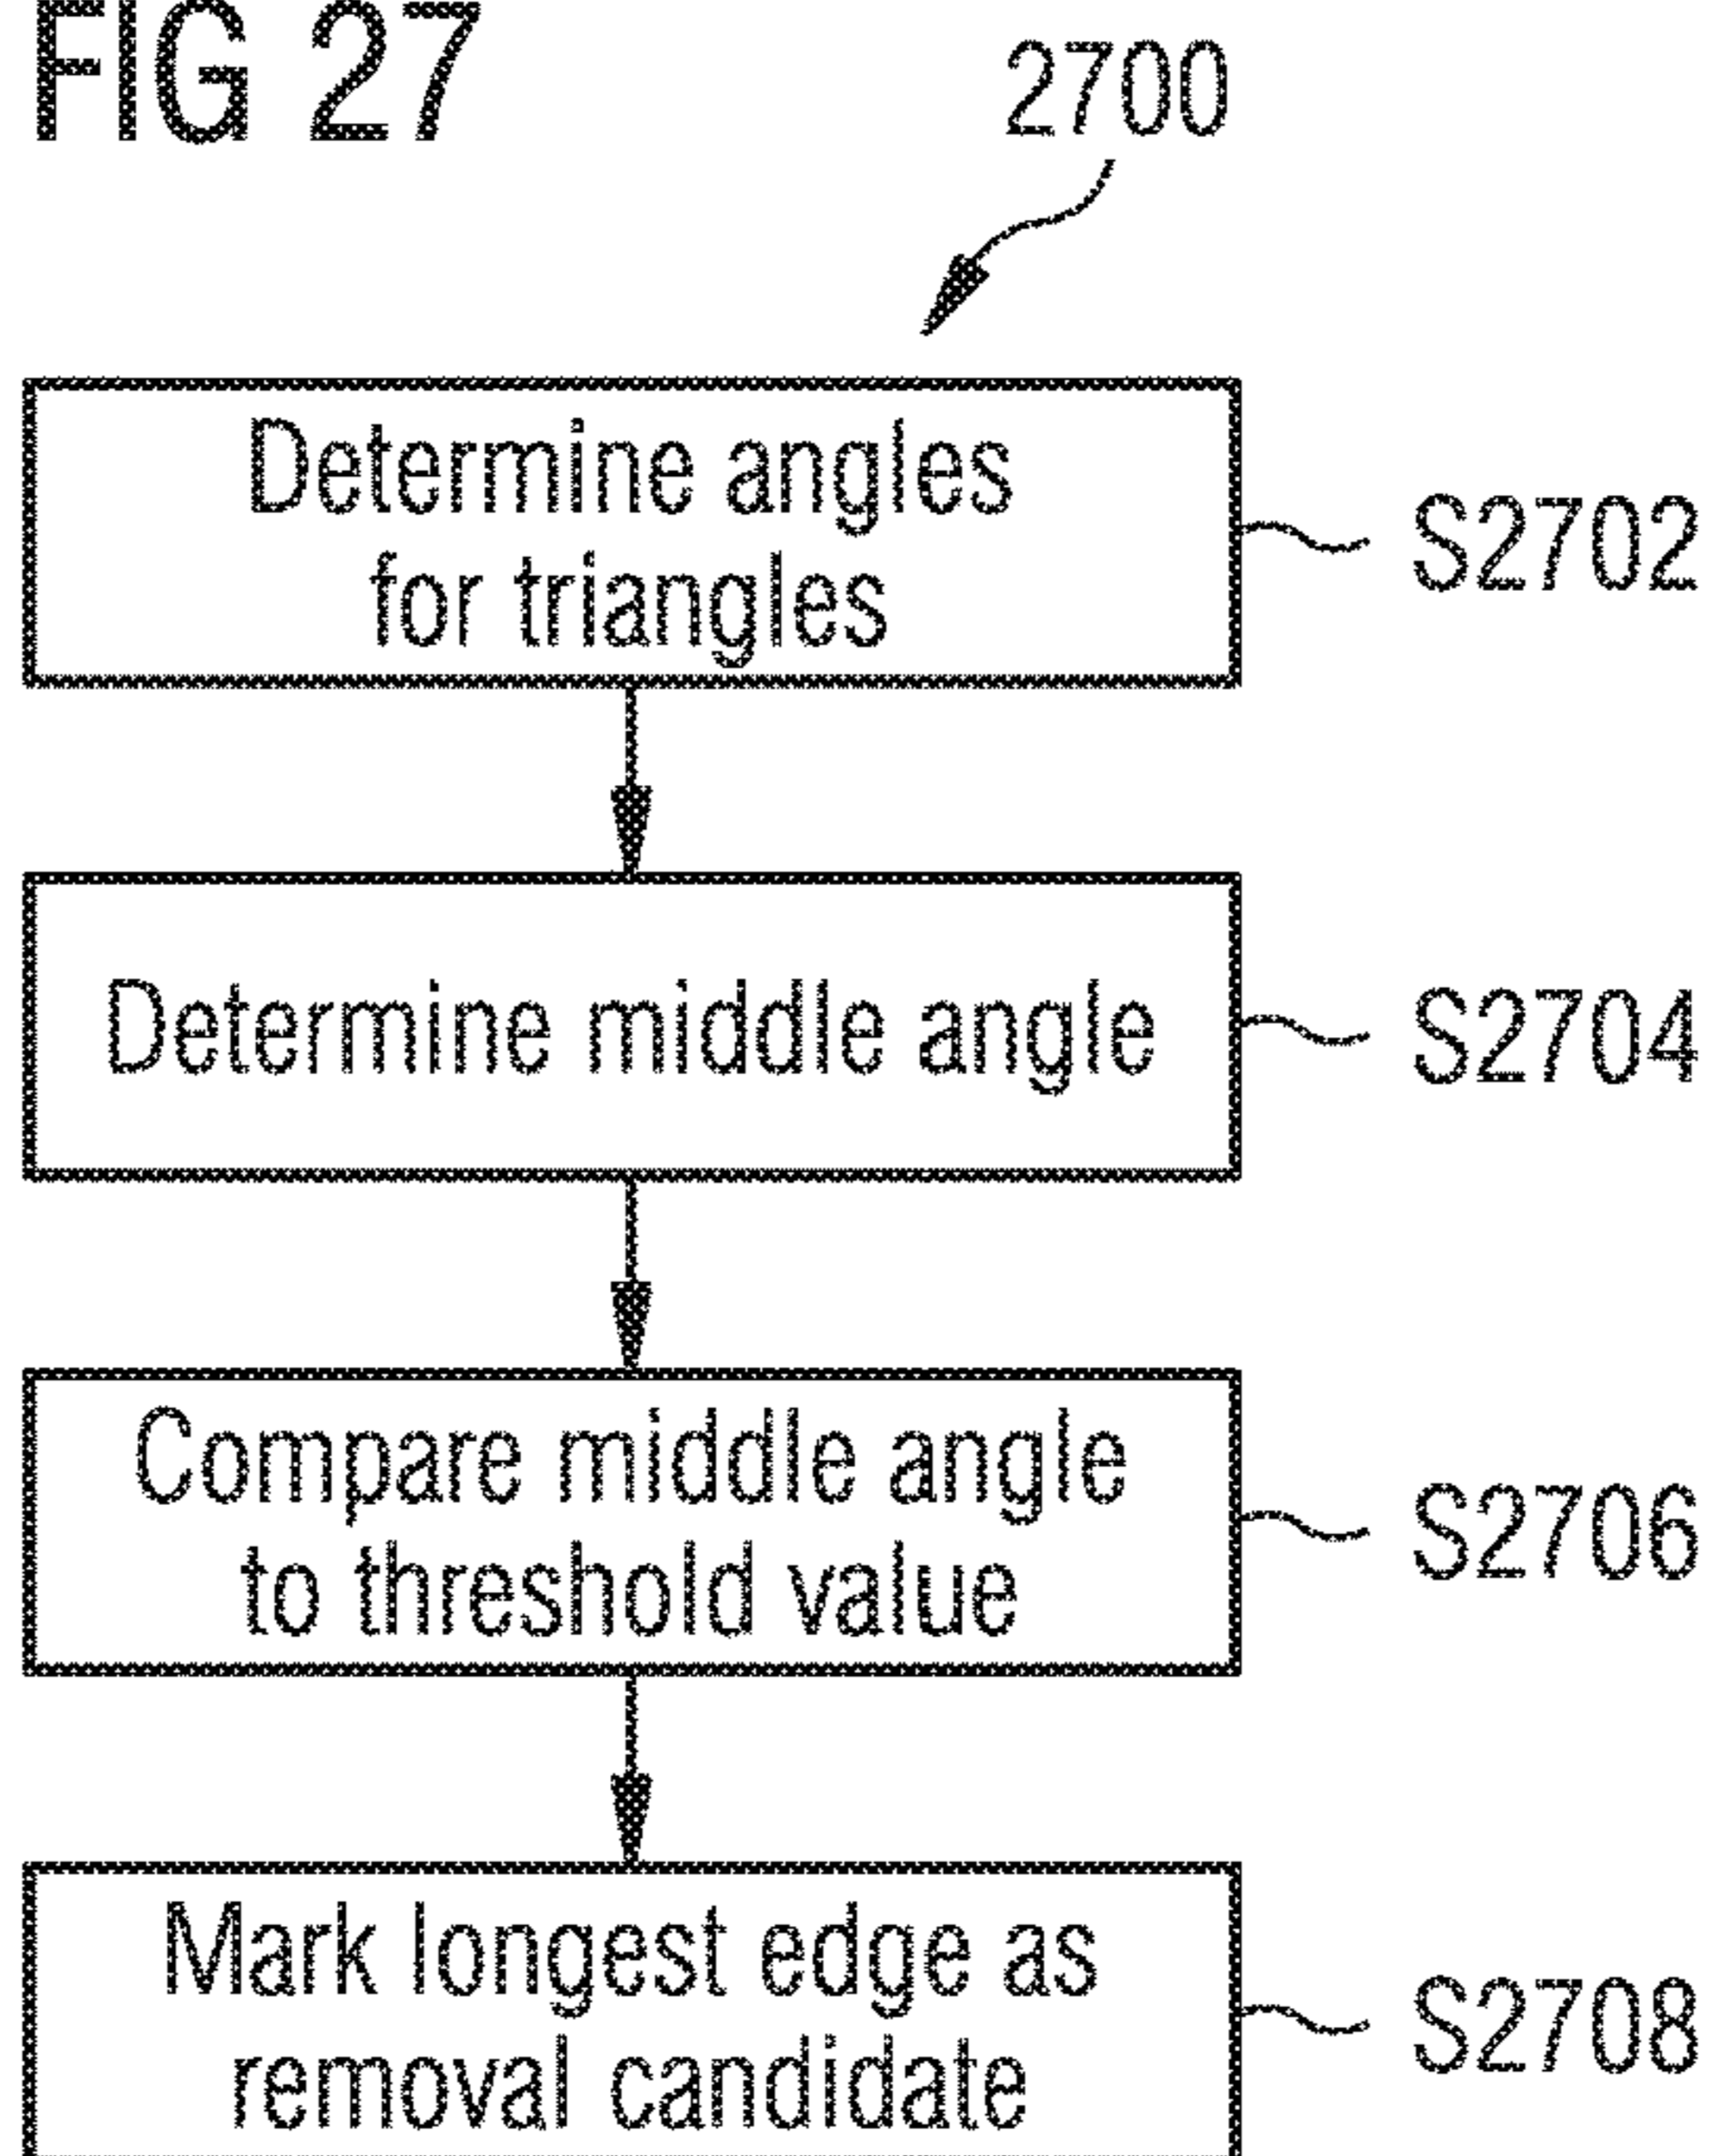 FIG 27
2700
Determine angles
for triangles
S2702
Determine middle angle
S2704
Compare middle angle
to threshold value
S2706
Mark longest edge as
removal candidate
S2708